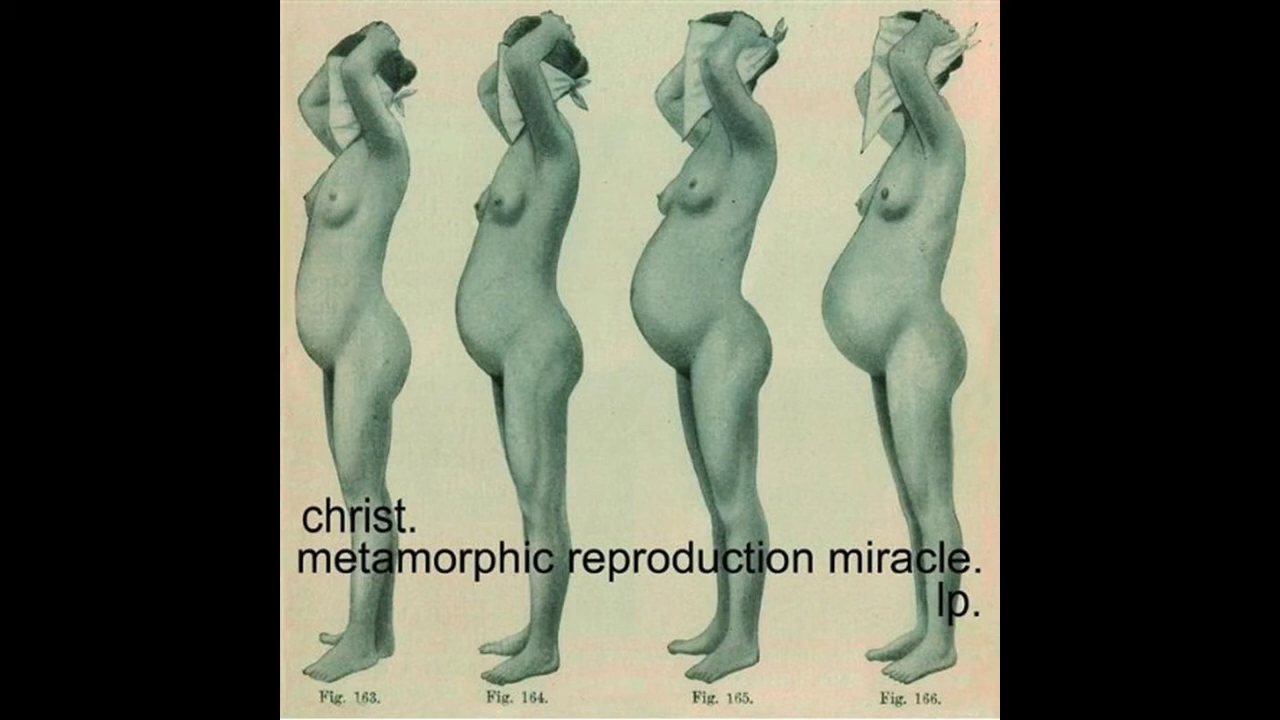 christ.
metamorphic reproduction miracle.
lp.
Fig. 163.
Fig. 164.
Fig. 165.
Fig. 166.